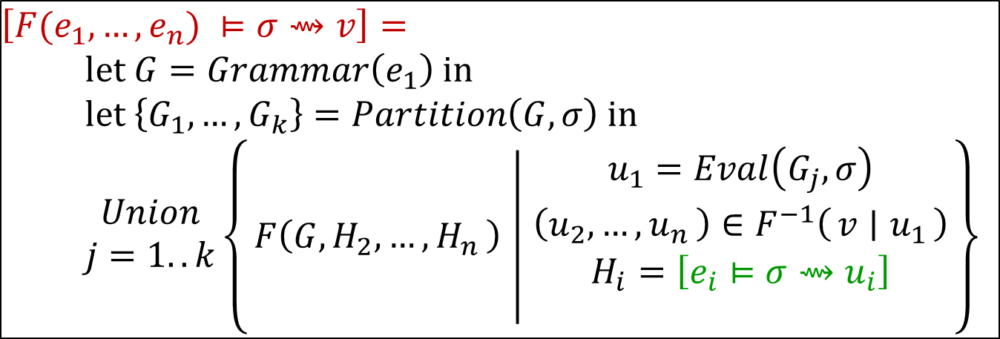 [F(e₁, …, eₙ) ⊨ σ ⇝ v] =
let G = Grammar(e₁) in
let {G₁, …, Gₖ} = Partition(G, σ) in
Union
j = 1..k
{ F(G, H₂, …, Hₙ) |
u₁ = Eval(Gⱼ, σ)
(u₂, …, uₙ) ∈ F⁻¹( v | u₁ )
Hᵢ = [eᵢ ⊨ σ ⇝ uᵢ] }